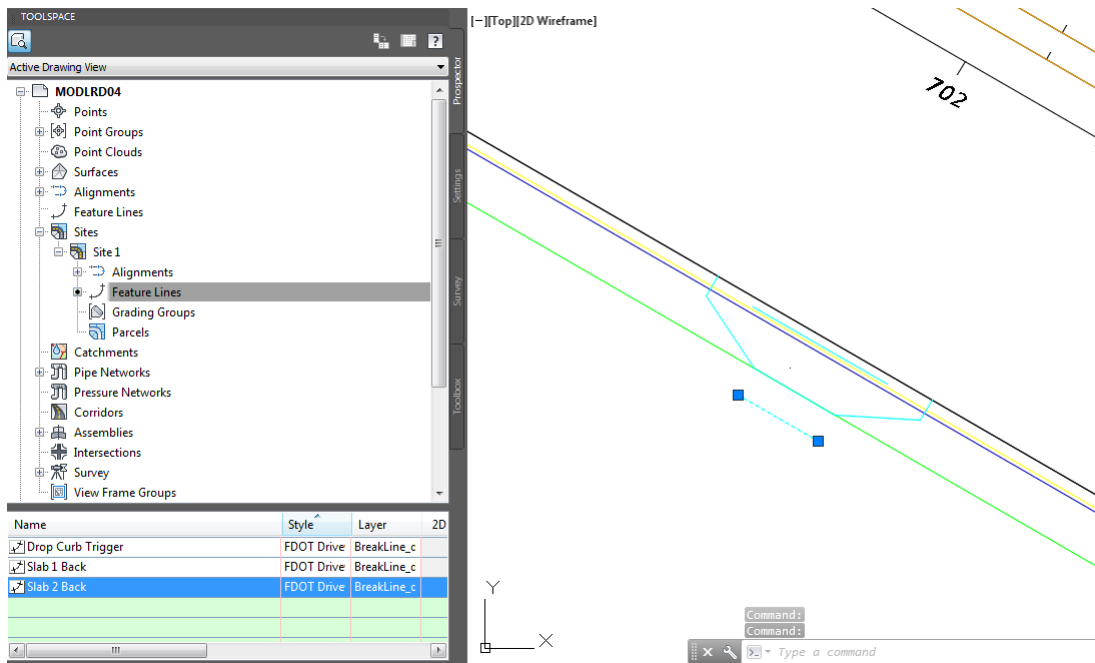 TOOLSPACE
?
Active Drawing View
MODLRD04
Points
Point Groups
Point Clouds
Surfaces
Alignments
Feature Lines
Sites
Site 1
Alignments
Feature Lines
Grading Groups
Parcels
Catchments
Pipe Networks
Pressure Networks
Corridors
Assemblies
Intersections
Survey
View Frame Groups
Prospector
Settings
Survey
Toolbox
Name Style Layer 2D
Drop Curb Trigger FDOT Drive BreakLine_c
Slab 1 Back FDOT Drive BreakLine_c
Slab 2 Back FDOT Drive BreakLine_c
[−][Top][2D Wireframe]
702
Y
X
Command:
Command:
Type a command